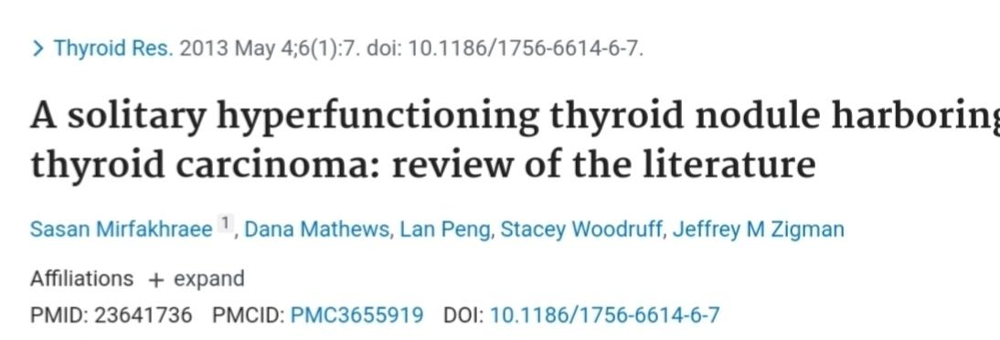 > Thyroid Res. 2013 May 4;6(1):7. doi: 10.1186/1756-6614-6-7.
A solitary hyperfunctioning thyroid nodule harboring
thyroid carcinoma: review of the literature
Sasan Mirfakhraee 1, Dana Mathews, Lan Peng, Stacey Woodruff, Jeffrey M Zigman
Affiliations + expand
PMID: 23641736 PMCID: PMC3655919 DOI: 10.1186/1756-6614-6-7